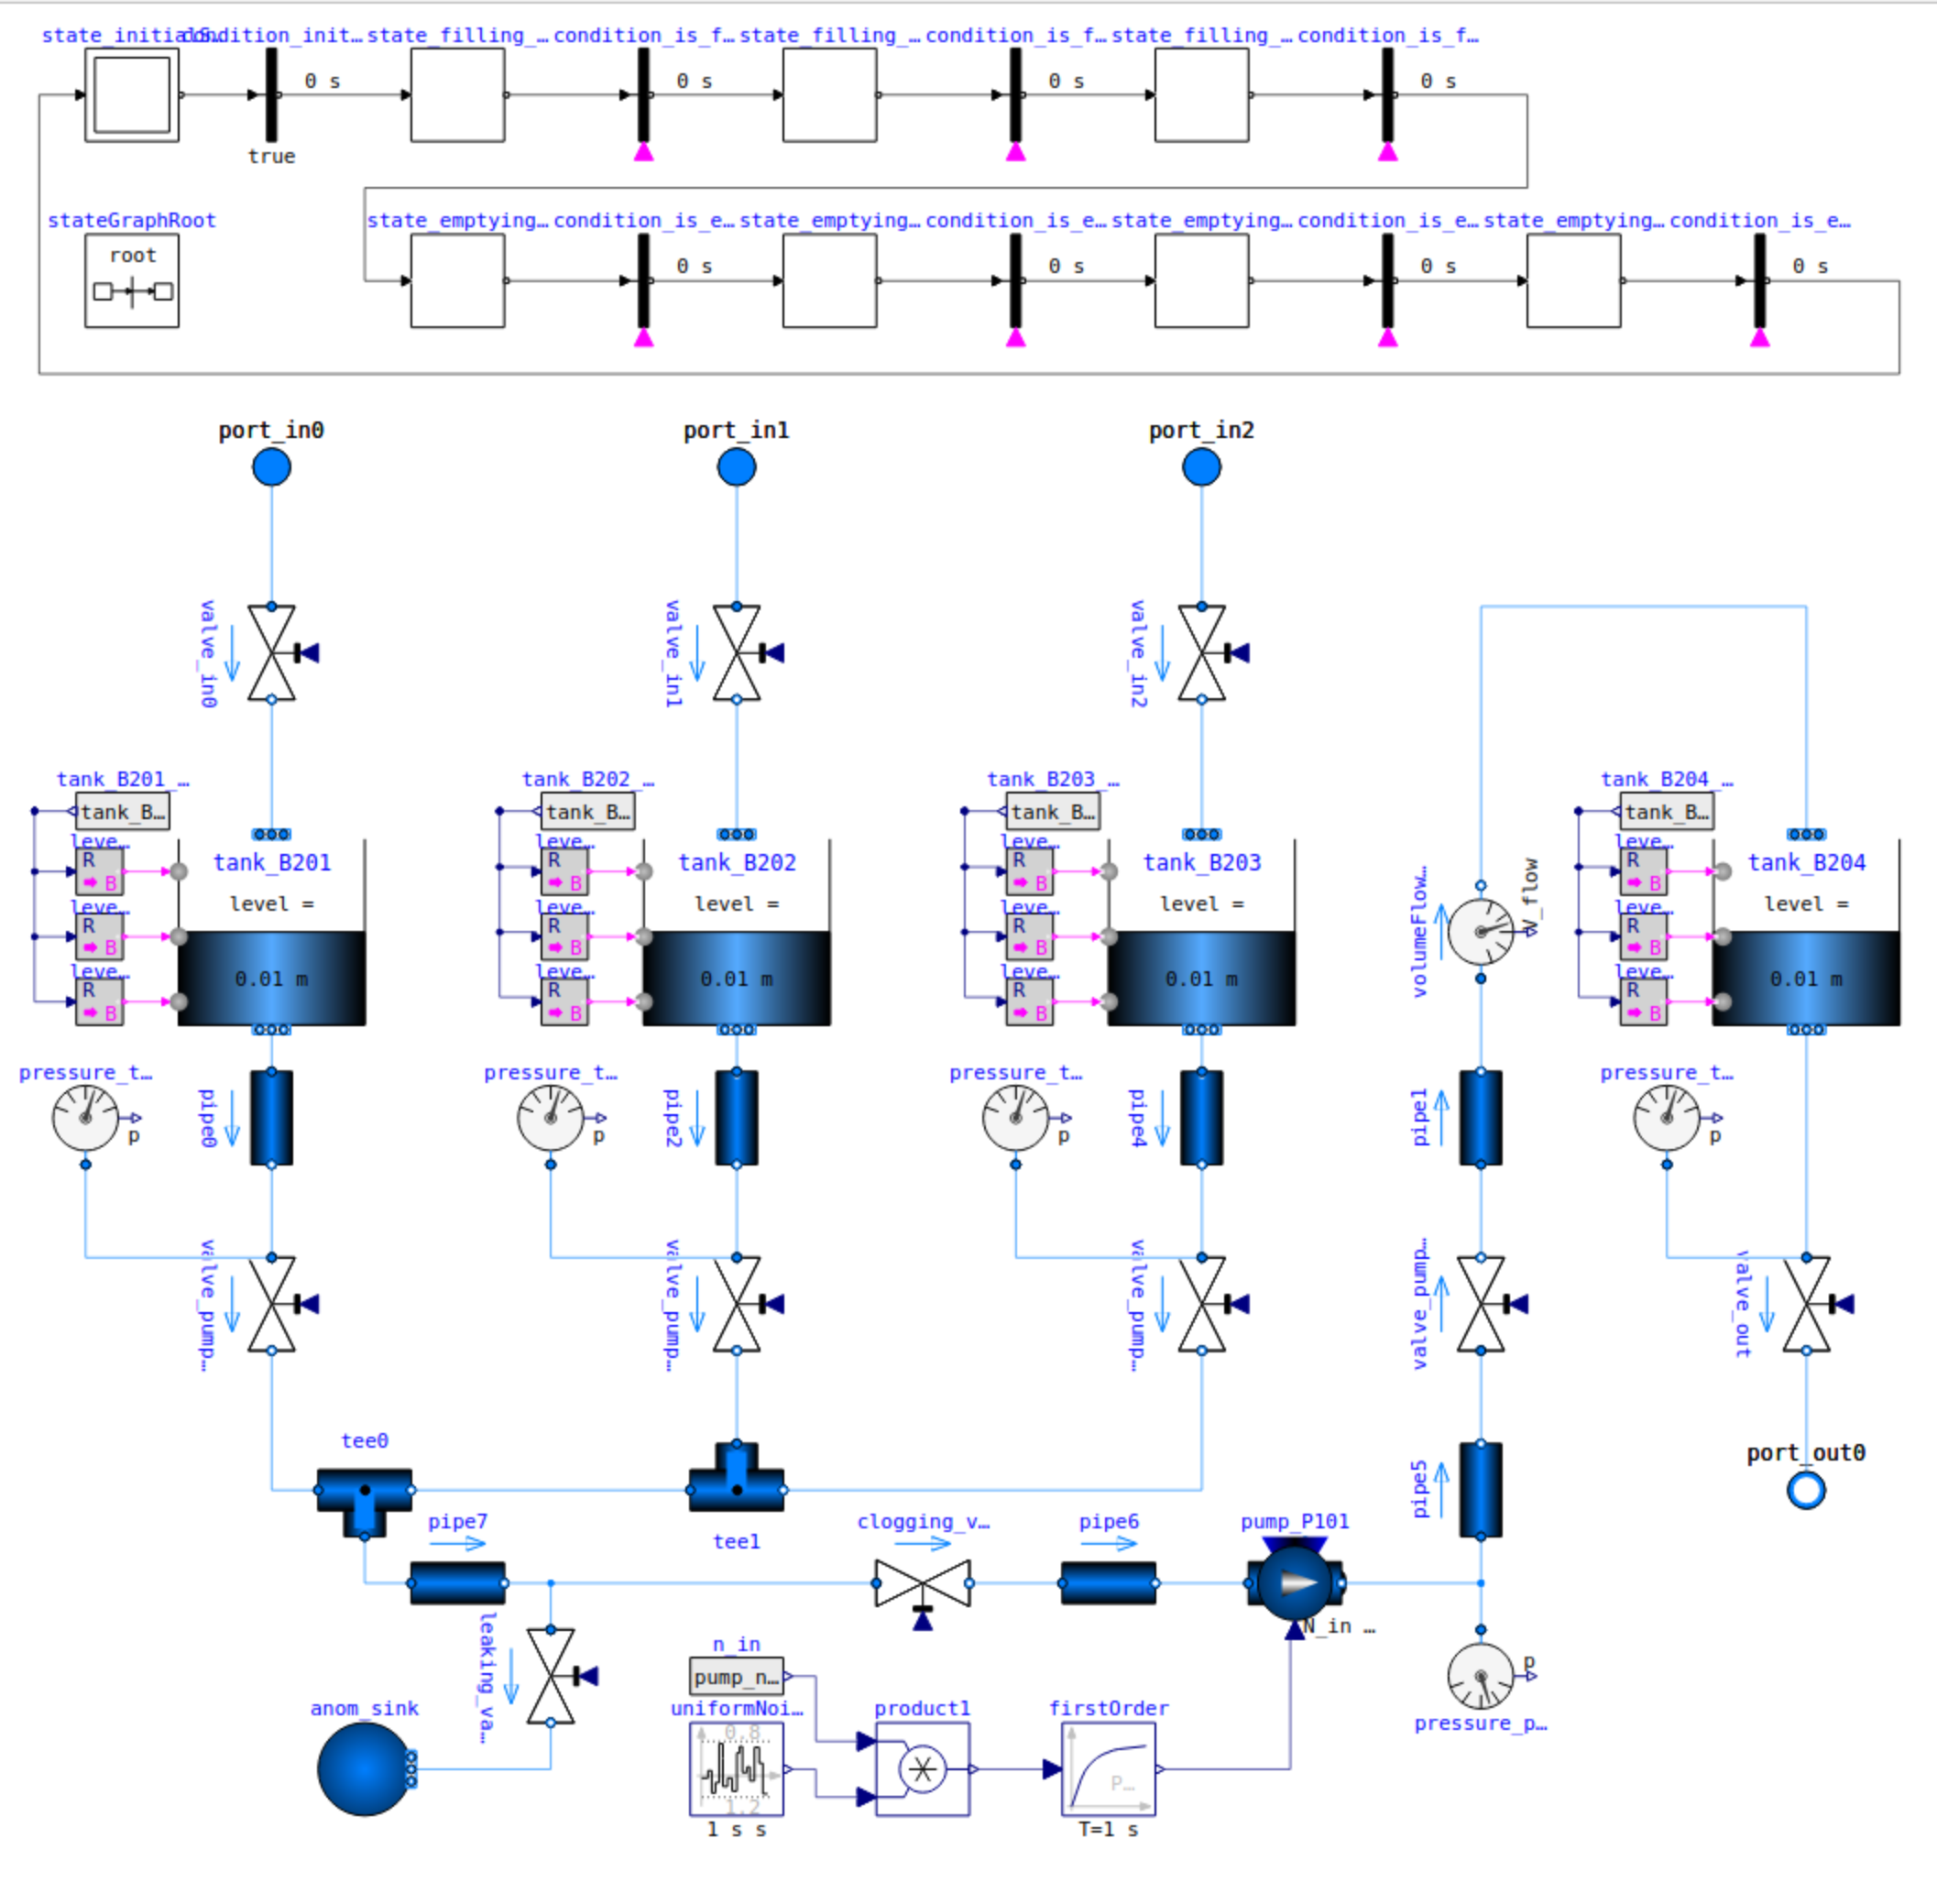 state_initialS… condition_init… state_filling_… condition_is_f… state_filling_… condition_is_f… state_filling_… condition_is_f…
0 s 0 s 0 s 0 s
true
stateGraphRoot state_emptying… condition_is_e… state_emptying… condition_is_e… state_emptying… condition_is_e… state_emptying… condition_is_e…
root 0 s 0 s 0 s 0 s
port_in0 port_in1 port_in2
valve_in0 valve_in1 valve_in2
tank_B201_… tank_B202_… tank_B203_… tank_B204_…
tank_B… tank_B… tank_B… tank_B…
leve… leve… leve… leve…
R R R R
B B B B
tank_B201 tank_B202 tank_B203 tank_B204
level = level = level = level =
leve… leve… leve… leve…
R R R R
B B B B
volumeFlow… V_flow
leve… leve… leve… leve…
R R R R
B B B B
0.01 m 0.01 m 0.01 m 0.01 m
pressure_t… pressure_t… pressure_t… pressure_t…
p p p p
pipe0 pipe2 pipe4 pipe1
valve_pump… valve_pump… valve_pump… valve_pump… valve_out
tee0 port_out0
pipe5
pipe7 tee1 clogging_v… pipe6 pump_P101
N_in …
leaking_va… n_in p
pump_n…
anom_sink uniformNoi… product1 firstOrder pressure_p…
0.8
P…
1.2
1 s s T=1 s